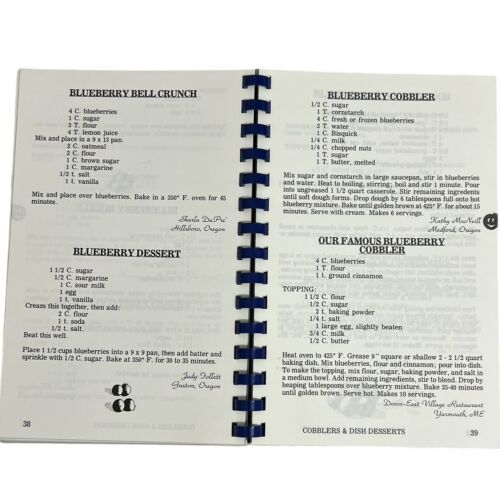 BLUEBERRY BELL CRUNCH
4 C. blueberries
1 C. sugar
3 T. flour
4 T. lemon juice
Mix and place in a 9 x 13 pan.
2 C. oatmeal
2 C. flour
1 C. brown sugar
1 C. margarine
1/2 t. salt
1 t. vanilla
Mix and place over blueberries. Bake in a 350° F. oven for 45
minutes.
Sharla DuPre'
Hillsboro, Oregon
BLUEBERRY DESSERT
1 1/2 C. sugar
1/2 C. margarine
1 C. sour milk
1 egg
1 t. vanilla
Cream this together, then add:
2 C. flour
1 t. soda
1/2 t. salt.
Beat this well.
Place 1 1/2 cups blueberries into a 9 x 9 pan, then add batter and
sprinkle with 1/2 C. sugar. Bake at 350° F. for 30 to 35 minutes.
Judy Follett
Gaston, Oregon
38
BLUEBERRY COBBLER
1/2 C. sugar
1 T. cornstarch
4 C. fresh or frozen blueberries
2 T. water
1 C. Bisquick
1/4 C. milk
1/4 C. chopped nuts
1 T. sugar
1 T. butter, melted
Mix sugar and cornstarch in large saucepan, stir in blueberries
and water. Heat to boiling, stirring; boil and stir 1 minute. Pour
into ungreased 1 1/2 quart casserole. Mix remaining ingredients
until soft dough forms. Drop dough by 6 tablespoons full onto hot
blueberry mixture. Bake until golden brown at 425° F. for about 15
minutes. Serve with cream. Makes 6 servings.
Kathy MacNeill
Medford, Oregon
OUR FAMOUS BLUEBERRY
COBBLER
4 C. blueberries
1 T. flour
1 t. ground cinnamon
TOPPING:
1 1/2 C. flour
1/2 C. sugar
2 t. baking powder
1/4 t. salt
1 large egg, slightly beaten
3/4 C. milk
1/2 C. butter
Heat oven to 425° F. Grease 9" square or shallow 2 - 2 1/2 quart
baking dish. Mix blueberries, flour and cinnamon; pour into dish.
To make the topping, mix flour, sugar, baking powder, and salt in
a medium bowl. Add remaining ingredients, stir to blend. Drop by
heaping tablespoons over blueberry mixture. Bake 35-40 minutes
until golden brown. Serve hot. Makes 10 servings.
Down-East Village Restaurant
Yarmouth, ME
COBBLERS & DISH DESSERTS
39